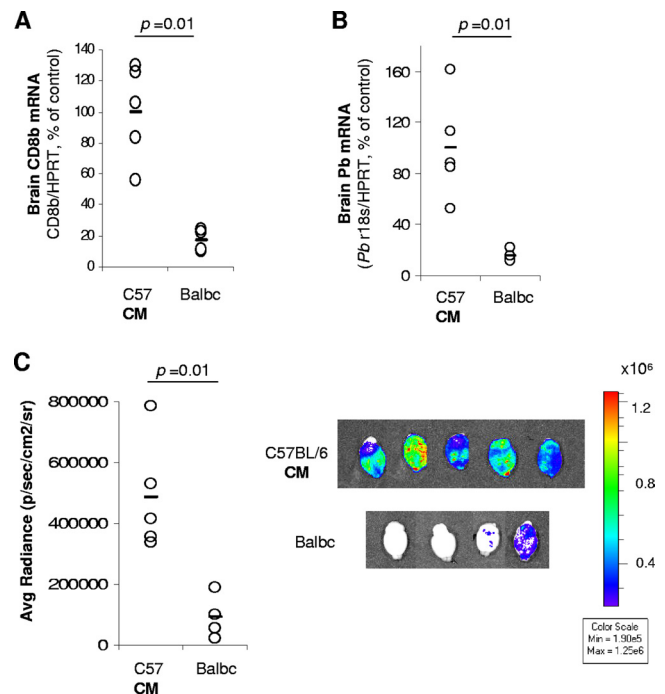 A
p =0.01
Brain CD8b mRNA
CD8b/HPRT, % of control)
140
120
100
80
60
40
20
0
C57
CM
Balbc
B
p =0.01
Brain Pb mRNA
(Pb r18s/HPRT, % of control)
160
120
80
40
0
C57
CM
Balbc
C
p =0.01
Avg Radiance (p/sec/cm2/sr)
800000
600000
400000
200000
0
C57
CM
Balbc
C57BL/6
CM
Balbc
x10⁶
1.2
0.8
0.4
Color Scale
Min = 1.90e5
Max = 1.25e6